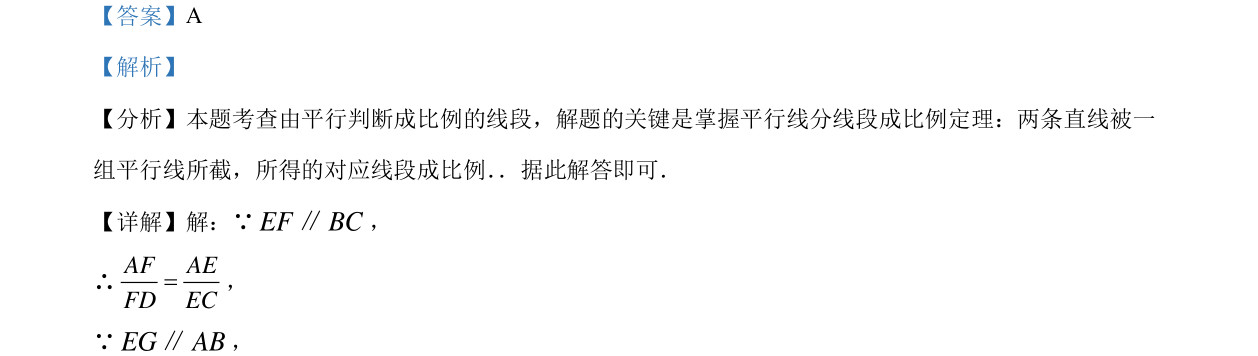 【答案】A
【解析】
【分析】本题考查由平行判断成比例的线段，解题的关键是掌握平行线分线段成比例定理：两条直线被一
组平行线所截，所得的对应线段成比例．．据此解答即可．
【详解】解：∵EF // BC，
∴AF/FD=AE/EC，
∵EG // AB，